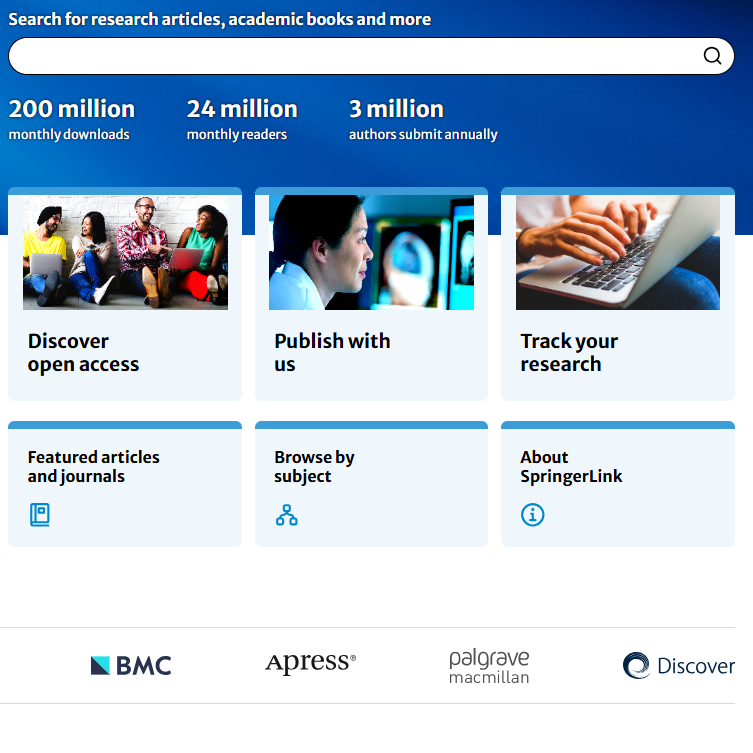 Search for research articles, academic books and more
200 million
monthly downloads
24 million
monthly readers
3 million
authors submit annually
Discover
open access
Publish with
us
Track your
research
Featured articles
and journals
Browse by
subject
About
SpringerLink
BMC
Apress®
palgrave
macmillan
Discover